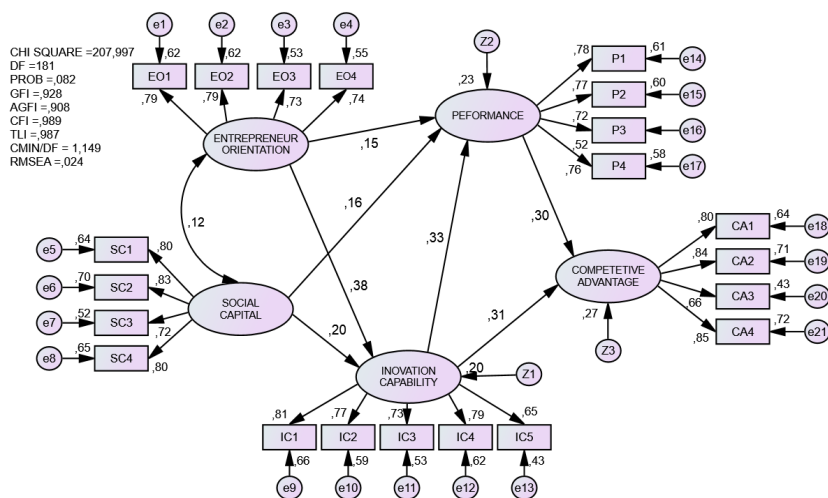 e1
e2
e3
e4
,62
,62
,53
,55
EO1
EO2
EO3
EO4
,79
,79
,73
,74
CHI SQUARE =207,997
DF =181
PROB =,082
GFI =,928
AGFI =,908
CFI =,989
TLI =,987
CMIN/DF = 1,149
RMSEA =,024
ENTREPRENEUR
ORIENTATION
Z2
,23
PEFORMANCE
,78
P1
,61
e14
,77
P2
,60
e15
,72
P3
e16
,52
,76
P4
,58
e17
,15
,16
,12
,33
,30
,38
,20
,31
e5
,64
SC1
,80
e6
,70
SC2
,83
e7
,52
SC3
,72
e8
,65
SC4
,80
SOCIAL
CAPITAL
COMPETETIVE
ADVANTAGE
,80
CA1
,64
e18
,84
CA2
,71
e19
CA3
,43
e20
,66
CA4
,72
e21
,85
,27
Z3
INOVATION
CAPABILITY
,20
Z1
,81
,77
,73
,79
,65
IC1
IC2
IC3
IC4
IC5
,66
,59
,53
,62
,43
e9
e10
e11
e12
e13